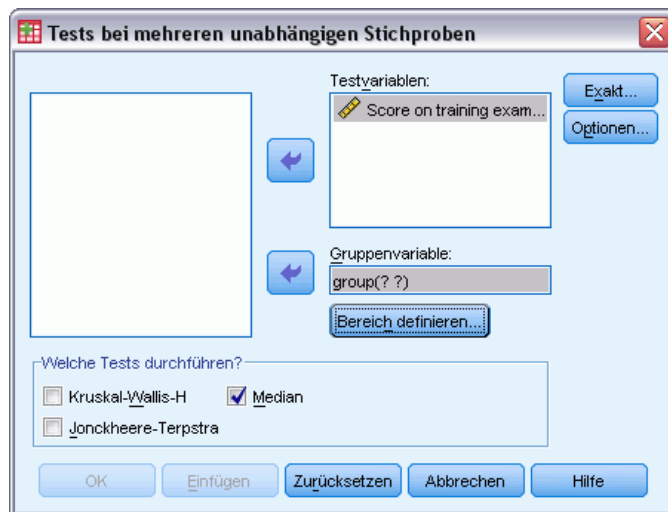 Tests bei mehreren unabhängigen Stichproben
Testvariablen:
Score on training exam...
Exakt...
Optionen...
Gruppenvariable:
group(? ?)
Bereich definieren...
Welche Tests durchführen?
Kruskal-Wallis-H
Median
Jonckheere-Terpstra
OK
Einfügen
Zurücksetzen
Abbrechen
Hilfe